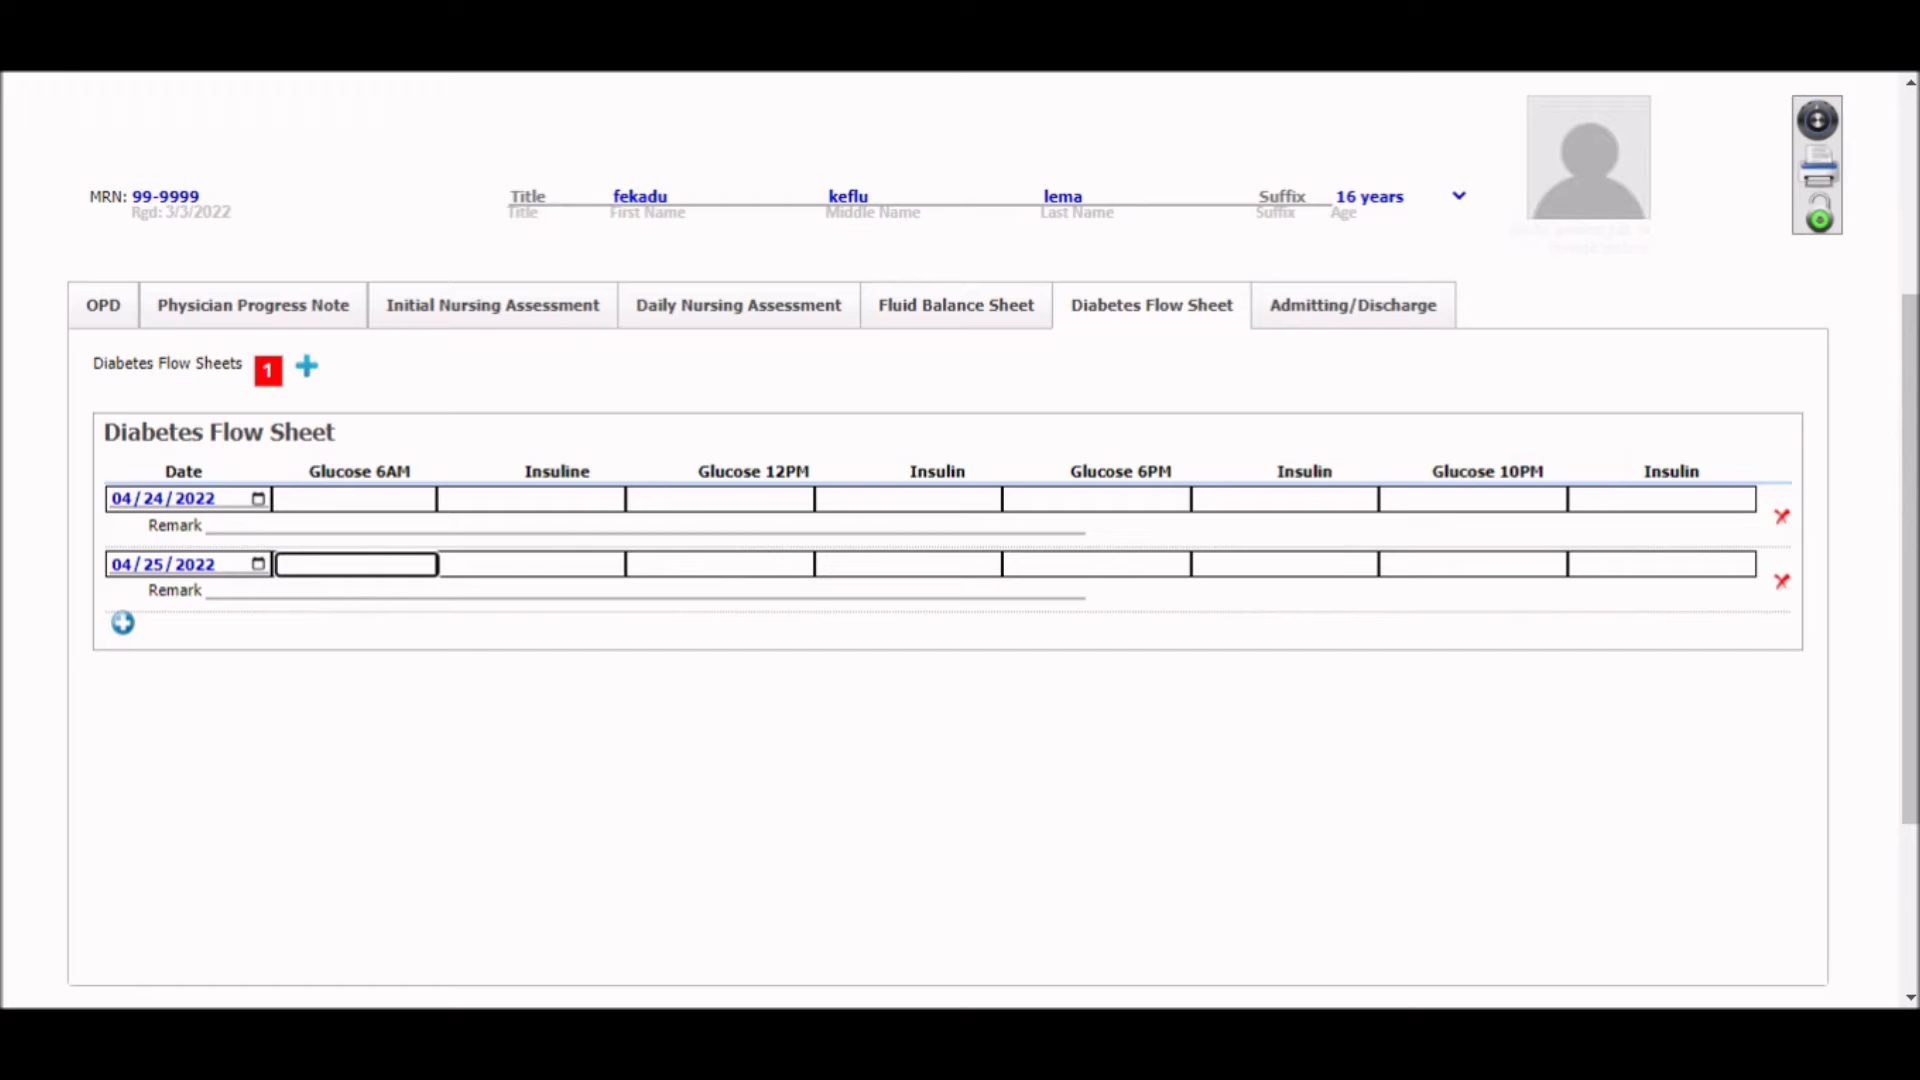 MRN: 99-9999
Rgd: 3/3/2022
Title fekadu keflu lema Suffix 16 years
Title First Name Middle Name Last Name Suffix Age
OPD Physician Progress Note Initial Nursing Assessment Daily Nursing Assessment Fluid Balance Sheet Diabetes Flow Sheet Admitting/Discharge
Diabetes Flow Sheets 1
Diabetes Flow Sheet
Date Glucose 6AM Insuline Glucose 12PM Insulin Glucose 6PM Insulin Glucose 10PM Insulin
04/24/2022
Remark
04/25/2022
Remark